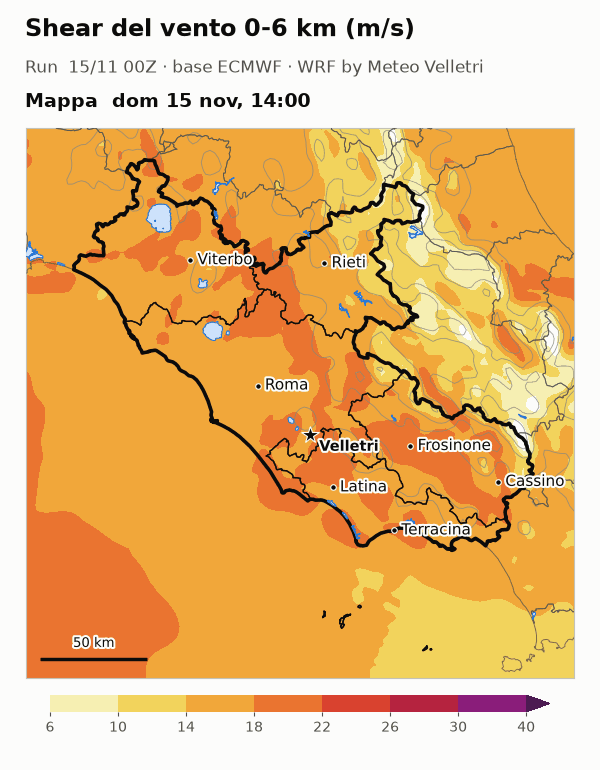 Shear del vento 0-6 km (m/s)
Run  15/11 00Z · base ECMWF · WRF by Meteo Velletri
Mappa  dom 15 nov, 14:00
Viterbo
Rieti
Roma
Velletri
Frosinone
Latina
Cassino
Terracina
50 km
6 10 14 18 22 26 30 40